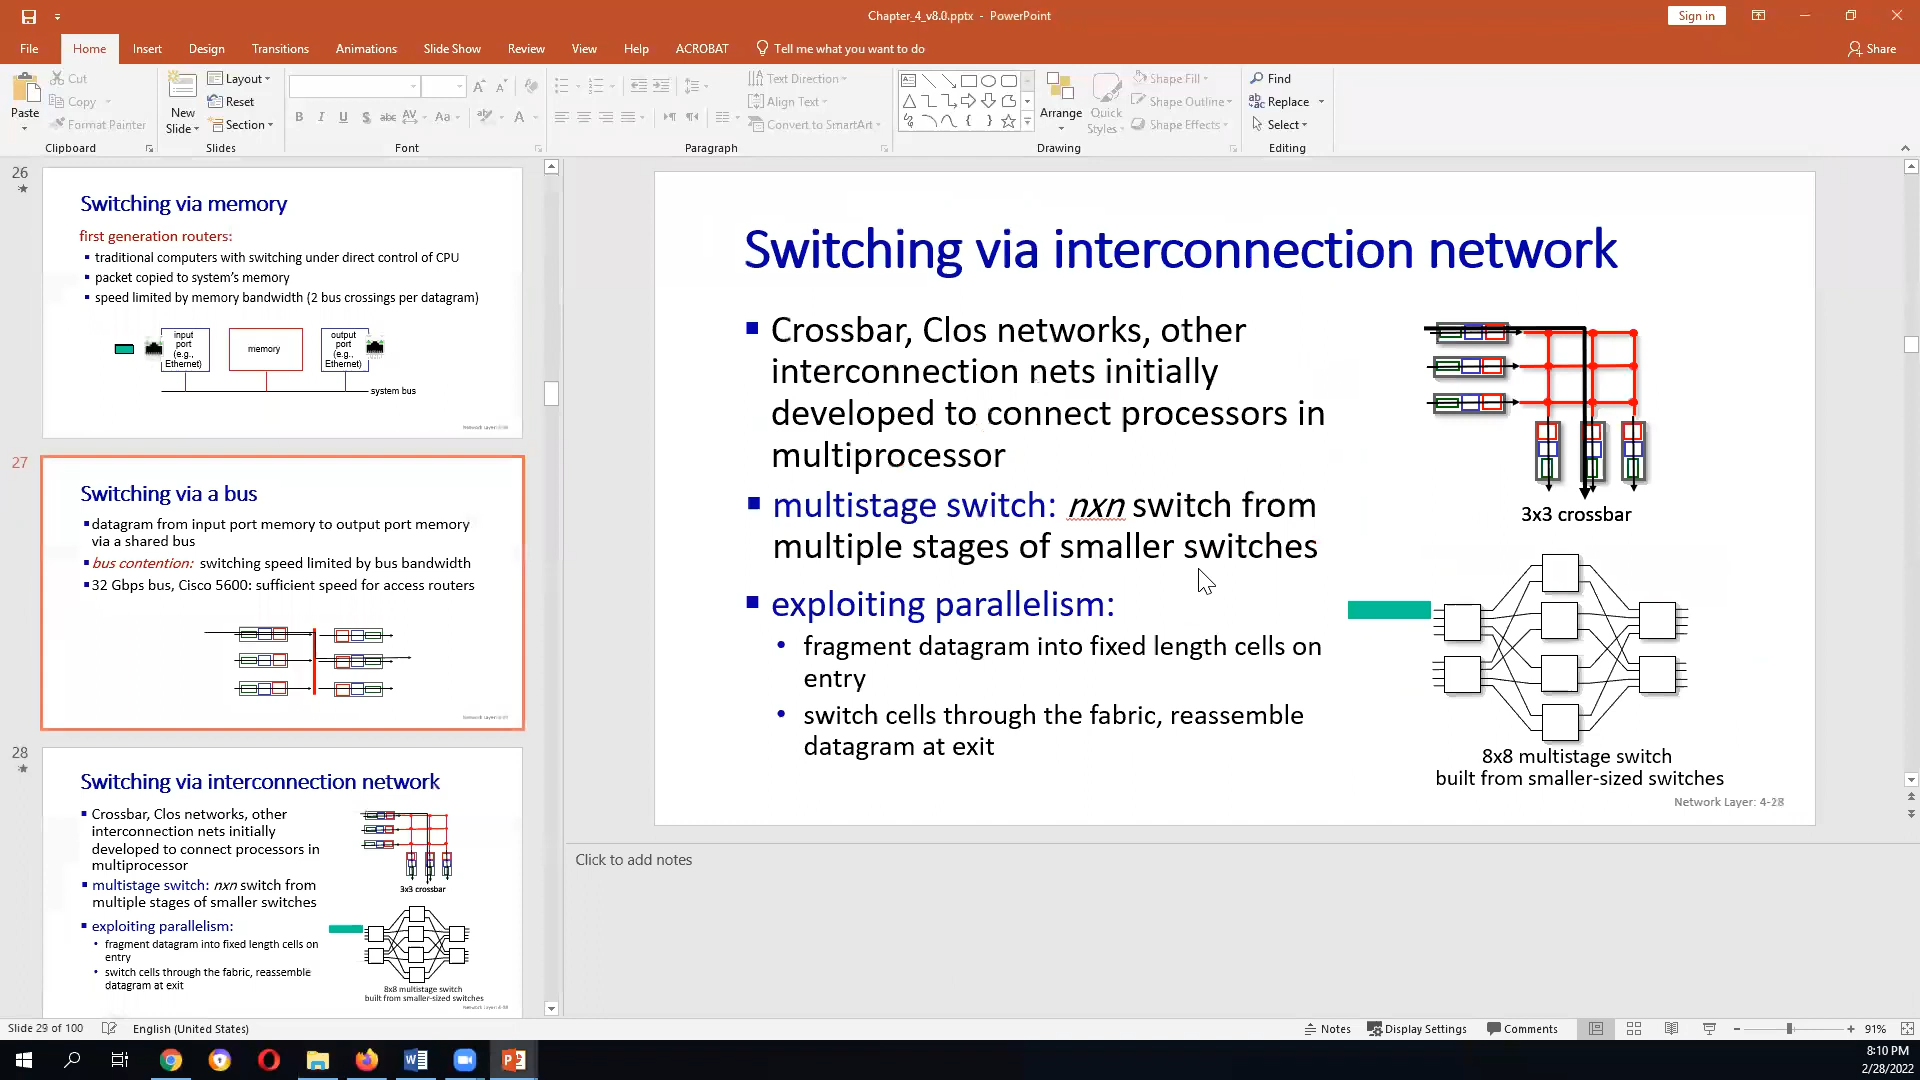 Chapter_4_v8.0.pptx - PowerPoint
Sign in
File Home Insert Design Transitions Animations Slide Show Review View Help ACROBAT Tell me what you want to do
Share
Paste
Cut
Copy
Format Painter
Clipboard
New Slide
Layout
Reset
Section
Slides
B I U S abc AV Aa A
Font
Text Direction
Align Text
Convert to SmartArt
Paragraph
Arrange
Quick Styles
Shape Fill
Shape Outline
Shape Effects
Drawing
Find
Replace
Select
Editing
26
Switching via memory
first generation routers:
▪ traditional computers with switching under direct control of CPU
▪ packet copied to system's memory
▪ speed limited by memory bandwidth (2 bus crossings per datagram)
input
port
(e.g.,
Ethernet)
memory
output
port
(e.g.,
Ethernet)
system bus
27
Switching via a bus
▪ datagram from input port memory to output port memory
via a shared bus
▪ bus contention: switching speed limited by bus bandwidth
▪ 32 Gbps bus, Cisco 5600: sufficient speed for access routers
28
Switching via interconnection network
▪ Crossbar, Clos networks, other
interconnection nets initially
developed to connect processors in
multiprocessor
▪ multistage switch: nxn switch from
multiple stages of smaller switches
▪ exploiting parallelism:
• fragment datagram into fixed length cells on
entry
• switch cells through the fabric, reassemble
datagram at exit
3x3 crossbar
8x8 multistage switch
built from smaller-sized switches
Switching via interconnection network
▪ Crossbar, Clos networks, other
interconnection nets initially
developed to connect processors in
multiprocessor
▪ multistage switch: nxn switch from
multiple stages of smaller switches
▪ exploiting parallelism:
• fragment datagram into fixed length cells on
entry
• switch cells through the fabric, reassemble
datagram at exit
3x3 crossbar
8x8 multistage switch
built from smaller-sized switches
Network Layer: 4-28
Click to add notes
Slide 29 of 100
English (United States)
Notes
Display Settings
Comments
91%
8:10 PM
2/28/2022